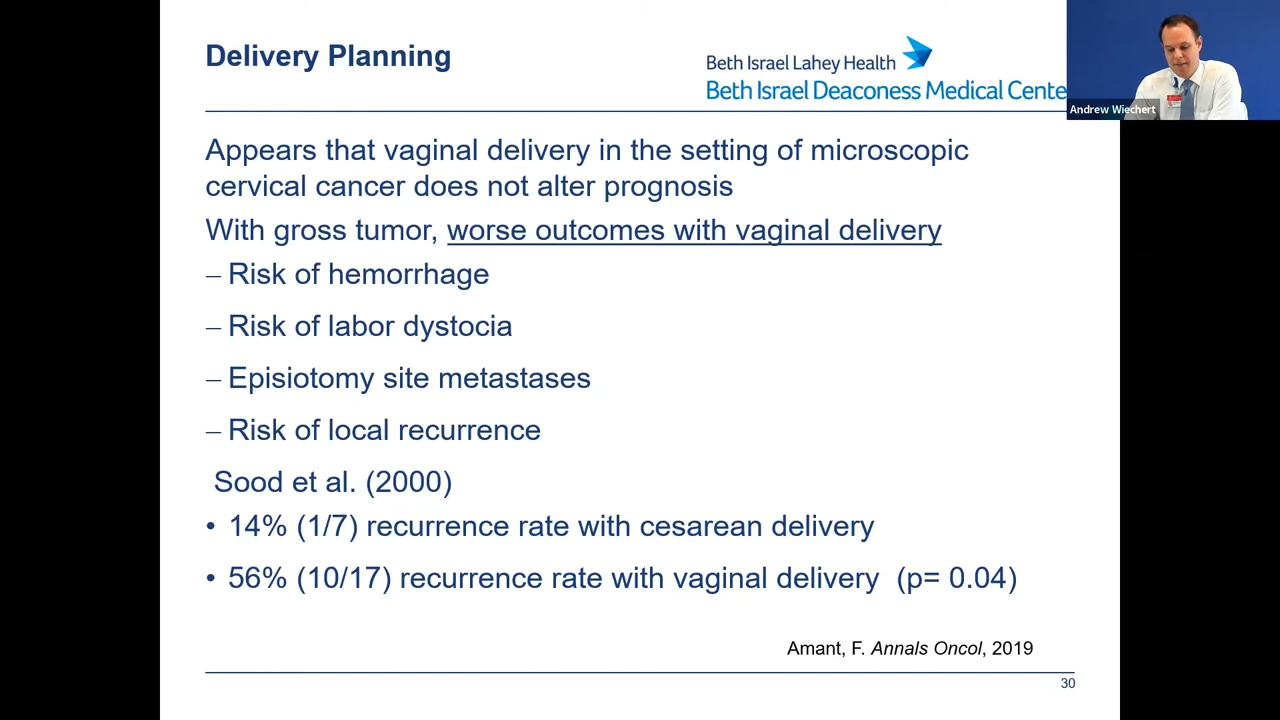 Delivery Planning
Beth Israel Lahey Health
Beth Israel Deaconess Medical Cente
Andrew Wiechert
Appears that vaginal delivery in the setting of microscopic
cervical cancer does not alter prognosis
With gross tumor, worse outcomes with vaginal delivery
– Risk of hemorrhage
– Risk of labor dystocia
– Episiotomy site metastases
– Risk of local recurrence
Sood et al. (2000)
• 14% (1/7) recurrence rate with cesarean delivery
• 56% (10/17) recurrence rate with vaginal delivery (p= 0.04)
Amant, F. Annals Oncol, 2019
30